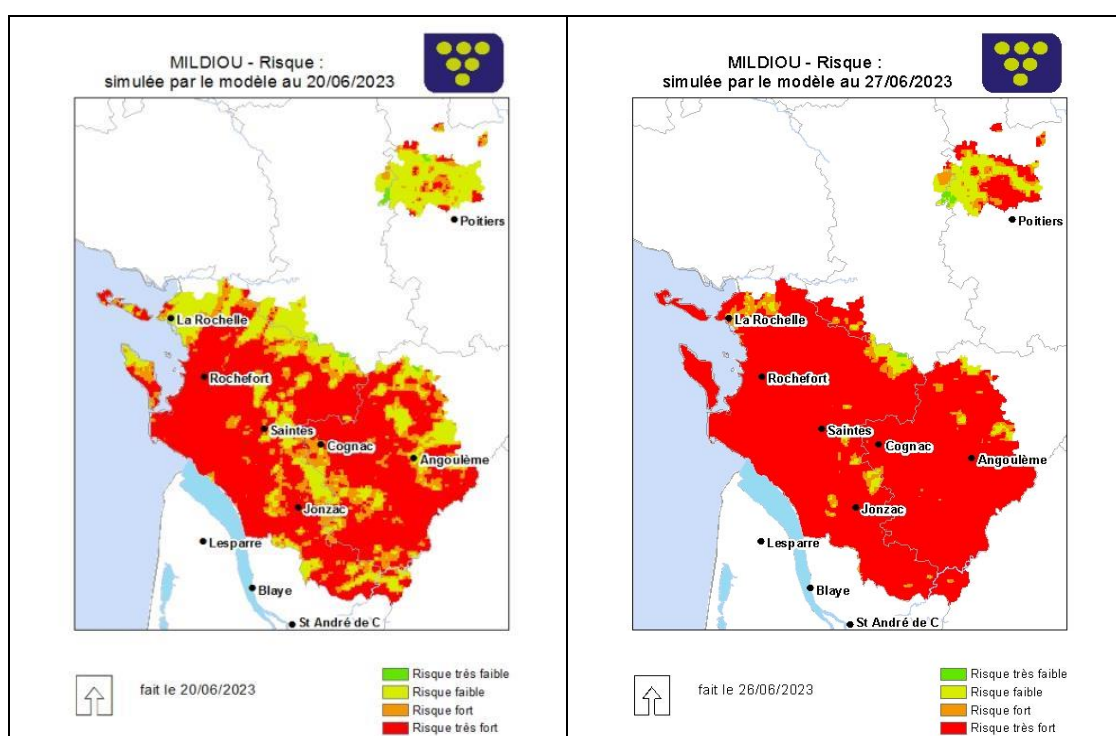 MILDIOU - Risque :
simulée par le modèle au 20/06/2023
Poitiers
La Rochelle
Rochefort
Saintes
Cognac
Angoulême
Jonzac
Lesparre
Blaye
St André de C
fait le 20/06/2023
Risque très faible
Risque faible
Risque fort
Risque très fort
MILDIOU - Risque :
simulée par le modèle au 27/06/2023
Poitiers
La Rochelle
Rochefort
Saintes
Cognac
Angoulême
Jonzac
Lesparre
Blaye
St André de C
fait le 26/06/2023
Risque très faible
Risque faible
Risque fort
Risque très fort